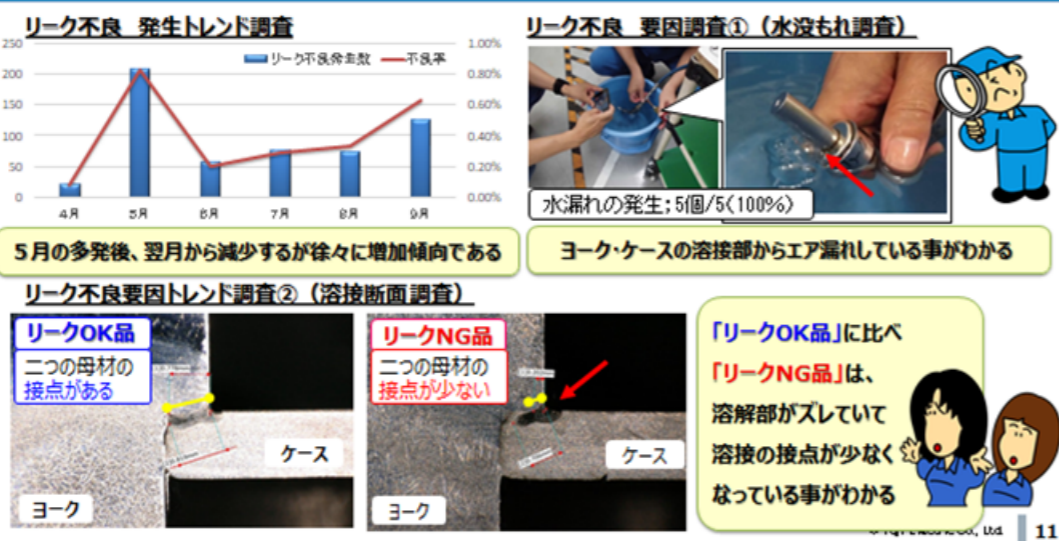 リーク不良　発生トレンド調査
250
200
150
100
50
0
リーク不良発生数
不良率
1.00%
0.80%
0.60%
0.40%
0.20%
0.00%
4月
5月
6月
7月
8月
9月
５月の多発後、翌月から減少するが徐々に増加傾向である
リーク不良　要因調査①（水没もれ調査）
水漏れの発生;5個/5(100%)
ヨーク・ケースの溶接部からエア漏れしている事がわかる
リーク不良要因トレンド調査②（溶接断面調査）
リークOK品
二つの母材の
接点がある
ケース
ヨーク
リークNG品
二つの母材の
接点が少ない
ケース
ヨーク
「リークOK品」に比べ
「リークNG品」は、
溶解部がズレていて
溶接の接点が少なく
なっている事がわかる
11